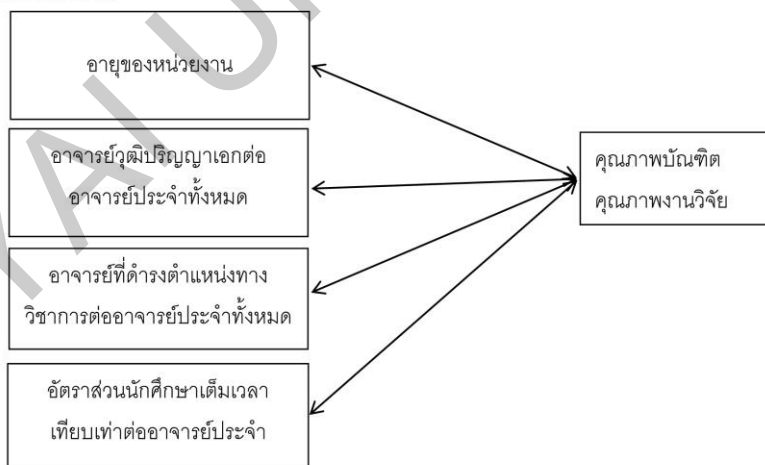 อายุของหน่วยงาน
อาจารย์วุฒิปริญญาเอกต่อ
อาจารย์ประจำทั้งหมด
อาจารย์ที่ดำรงตำแหน่งทาง
วิชาการต่ออาจารย์ประจำทั้งหมด
อัตราส่วนนักศึกษาเต็มเวลา
เทียบเท่าต่ออาจารย์ประจำ
คุณภาพบัณฑิต
คุณภาพงานวิจัย
YAI U